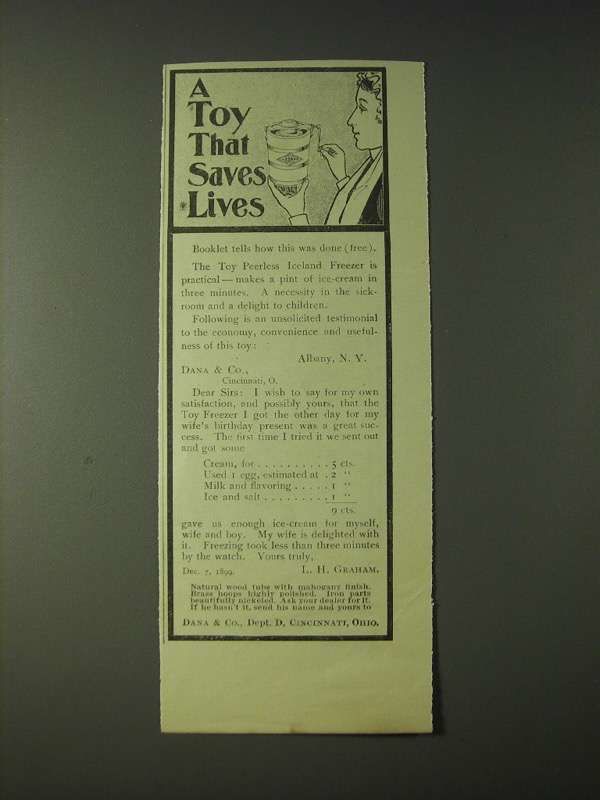 A
Toy
That
Saves
Lives
Booklet tells how this was done (free).
The Toy Peerless Iceland Freezer is
practical—makes a pint of ice-cream in
three minutes. A necessity in the sick-
room and a delight to children.
Following is an unsolicited testimonial
to the economy, convenience and useful-
ness of this toy:
Albany, N. Y.
DANA & CO.,
Cincinnati, O.
Dear Sirs: I wish to say for my own
satisfaction, and possibly yours, that the
Toy Freezer I got the other day for my
wife's birthday present was a great suc-
cess. The first time I tried it we sent out
and got some
Cream, for . . . . . . . . . . 5 cts.
Used 1 egg, estimated at . 2 "
Milk and flavoring . . . . . 1 "
Ice and salt . . . . . . . . . 1 "
9 cts.
gave us enough ice-cream for myself,
wife and boy. My wife is delighted with
it. Freezing took less than three minutes
by the watch. Yours truly,
Dec. 7, 1899. L. H. GRAHAM.
Natural wood tubs with mahogany finish.
Brass hoops highly polished. Iron parts
beautifully nickeled. Ask your dealer for it.
If he hasn't it, send his name and yours to
DANA & CO., Dept. D, CINCINNATI, OHIO.